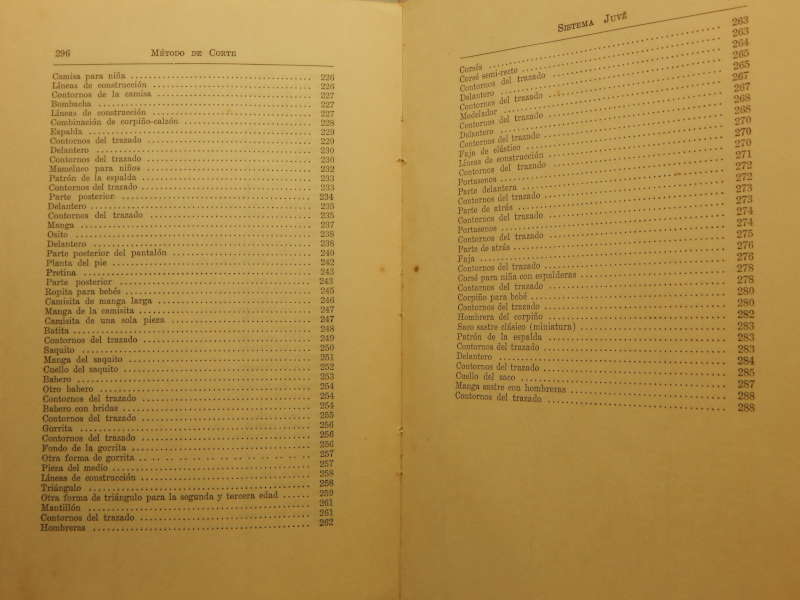 296 MÉTODO DE CORTE
Camisa para niña ........ 226
Líneas de construcción ........ 226
Contornos de la camisa ........ 227
Bombacha ........ 227
Líneas de construcción ........ 227
Combinación de corpiño-calzón ........ 228
Espalda ........ 229
Contornos del trazado ........ 229
Delantero ........ 230
Contornos del trazado ........ 230
Mameluco para niños ........ 232
Patrón de la espalda ........ 233
Contornos del trazado ........ 233
Parte posterior ........ 234
Delantero ........ 235
Contornos del trazado ........ 235
Manga ........ 237
Osito ........ 238
Delantero ........ 238
Parte posterior del pantalón ........ 240
Planta del pie ........ 242
Pretina ........ 243
Parte posterior ........ 243
Ropita para bebés ........ 245
Camisita de manga larga ........ 246
Manga de la camisita ........ 247
Camisita de una sola pieza ........ 247
Batita ........ 248
Contornos del trazado ........ 249
Saquito ........ 250
Manga del saquito ........ 251
Cuello del saquito ........ 252
Babero ........ 253
Otro babero ........ 254
Contornos del trazado ........ 254
Babero con bridas ........ 254
Contornos del trazado ........ 255
Gorrita ........ 256
Contornos del trazado ........ 256
Fondo de la gorrita ........ 256
Otra forma de gorrita ........ 257
Pieza del medio ........ 257
Líneas de construcción ........ 258
Triángulo ........ 258
Otra forma de triángulo para la segunda y tercera edad ...... 259
Mantillón ........ 261
Contornos del trazado ........ 261
Hombreras ........ 262
SISTEMA JUVÉ
Corsés ........ 263
Corsé semi-recto ........ 263
Contornos del trazado ........ 264
Delantero ........ 265
Contornos del trazado ........ 265
Modelador ........ 267
Contornos del trazado ........ 267
Delantero ........ 268
Contornos del trazado ........ 268
Faja de elástico ........ 270
Líneas de construcción ........ 270
Contornos del trazado ........ 270
Portasenos ........ 271
Parte delantera ........ 272
Contornos del trazado ........ 272
Parte de atrás ........ 273
Contornos del trazado ........ 273
Portasenos ........ 274
Contornos del trazado ........ 274
Parte de atrás ........ 275
Faja ........ 276
Contornos del trazado ........ 276
Corsé para niña con espalderas ........ 278
Contornos del trazado ........ 278
Corpiño para bebé ........ 280
Contornos del trazado ........ 280
Hombrera del corpiño ........ 282
Saco sastre clásico (miniatura) ........ 283
Patrón de la espalda ........ 283
Contornos del trazado ........ 283
Delantero ........ 284
Contornos del trazado ........ 285
Cuello del saco ........ 287
Manga sastre con hombreras ........ 288
Contornos del trazado ........ 288